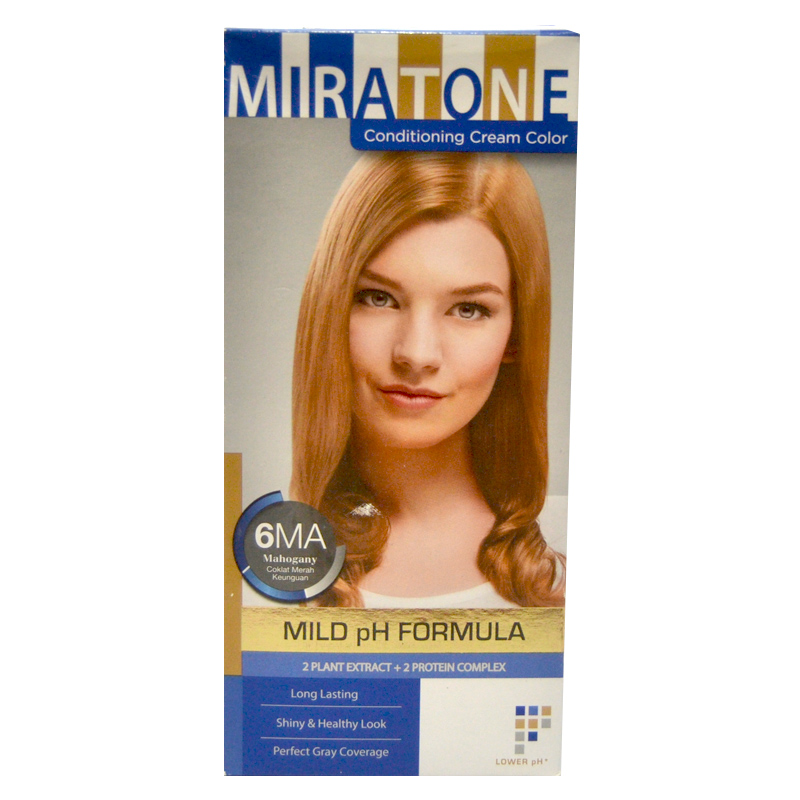 MIRATONE
Conditioning Cream Color
6MA
Mahogany
Coklat Merah
Keunguan
MILD pH FORMULA
2 PLANT EXTRACT + 2 PROTEIN COMPLEX
Long Lasting
Shiny & Healthy Look
Perfect Gray Coverage
LOWER pH+